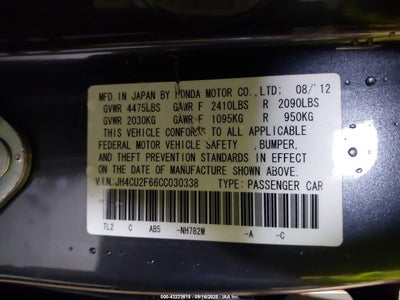 MFD. IN JAPAN BY HONDA MOTOR CO., LTD: 08/'12
GVWR 4475LBS GAWR F 2410LBS R 2090LBS
GVWR 2030KG GAWR F 1095KG R 950KG
THIS VEHICLE CONFORMS TO ALL APPLICABLE
FEDERAL MOTOR VEHICLE SAFETY , BUMPER,
AND THEFT PREVENTION STANDARDS IN EFFECT
ON THE DATE OF MANUFACTURE SHOWN ABOVE.
V.I.N.:JH4CU2F66CC030338 TYPE: PASSENGER CAR
TL2 C AB5 -NH782M -A -C
000-43223618 - 09/16/2025 - IAA Inc.